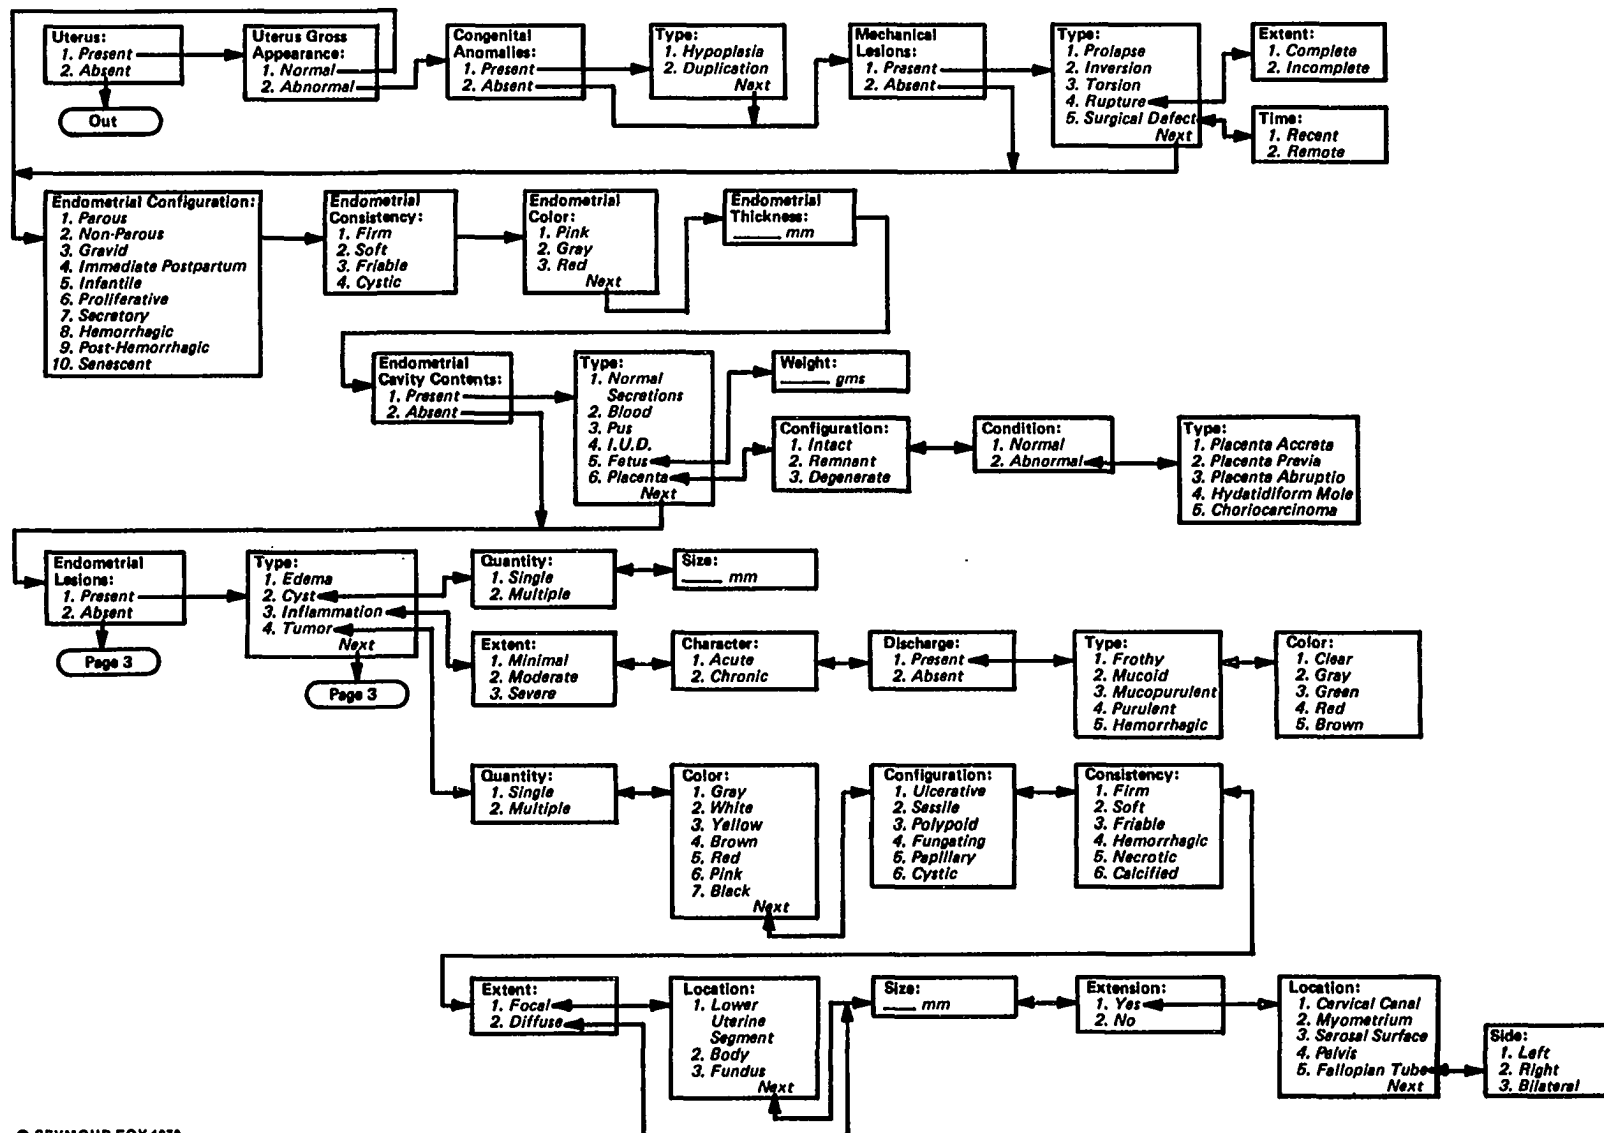 Uterus:
1. Present
2. Absent
Out
Uterus Gross
Appearance:
1. Normal
2. Abnormal
Congenital
Anomalies:
1. Present
2. Absent
Type:
1. Hypoplasia
2. Duplication
Next
Mechanical
Lesions:
1. Present
2. Absent
Type:
1. Prolapse
2. Inversion
3. Torsion
4. Rupture
5. Surgical Defect
Next
Extent:
1. Complete
2. Incomplete
Time:
1. Recent
2. Remote
Endometrial Configuration:
1. Parous
2. Non-Parous
3. Gravid
4. Immediate Postpartum
5. Infantile
6. Proliferative
7. Secretory
8. Hemorrhagic
9. Post-Hemorrhagic
10. Senescent
Endometrial
Consistency:
1. Firm
2. Soft
3. Friable
4. Cystic
Endometrial
Color:
1. Pink
2. Gray
3. Red
Next
Endometrial
Thickness:
_____ mm
Endometrial
Cavity Contents:
1. Present
2. Absent
Type:
1. Normal
Secretions
2. Blood
3. Pus
4. I.U.D.
5. Fetus
6. Placenta
Next
Weight:
_____ gms
Configuration:
1. Intact
2. Remnant
3. Degenerate
Condition:
1. Normal
2. Abnormal
Type:
1. Placenta Accreta
2. Placenta Previa
3. Placenta Abruptio
4. Hydatidiform Mole
5. Choriocarcinoma
Endometrial
Lesions:
1. Present
2. Absent
Page 3
Type:
1. Edema
2. Cyst
3. Inflammation
4. Tumor
Next
Page 3
Quantity:
1. Single
2. Multiple
Size:
____ mm
Extent:
1. Minimal
2. Moderate
3. Severe
Character:
1. Acute
2. Chronic
Discharge:
1. Present
2. Absent
Type:
1. Frothy
2. Mucoid
3. Mucopurulent
4. Purulent
5. Hemorrhagic
Color:
1. Clear
2. Gray
3. Green
4. Red
5. Brown
Quantity:
1. Single
2. Multiple
Color:
1. Gray
2. White
3. Yellow
4. Brown
5. Red
6. Pink
7. Black
Next
Configuration:
1. Ulcerative
2. Sessile
3. Polypoid
4. Fungating
5. Papillary
6. Cystic
Consistency:
1. Firm
2. Soft
3. Friable
4. Hemorrhagic
5. Necrotic
6. Calcified
Extent:
1. Focal
2. Diffuse
Location:
1. Lower
Uterine
Segment
2. Body
3. Fundus
Next
Size:
___ mm
Extension:
1. Yes
2. No
Location:
1. Cervical Canal
2. Myometrium
3. Serosal Surface
4. Pelvis
5. Fallopian Tube
Next
Side:
1. Left
2. Right
3. Bilateral
© SEYMOUR FOX